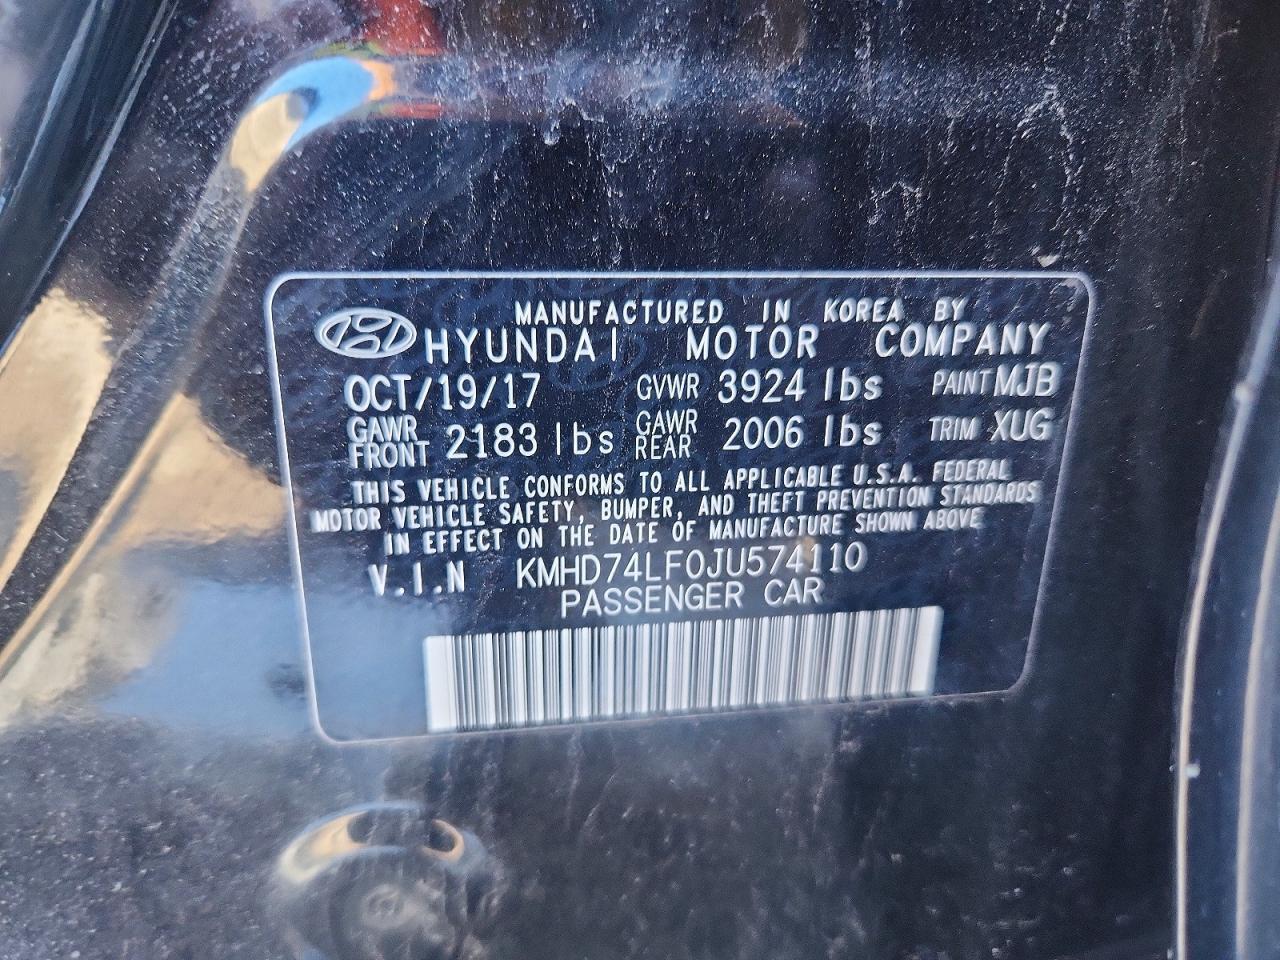 MANUFACTURED IN KOREA BY
HYUNDAI MOTOR COMPANY
OCT/19/17 GVWR 3924 lbs PAINT MJB
GAWR FRONT 2183 lbs GAWR REAR 2006 lbs TRIM XUG
THIS VEHICLE CONFORMS TO ALL APPLICABLE U.S.A. FEDERAL
MOTOR VEHICLE SAFETY, BUMPER, AND THEFT PREVENTION STANDARDS
IN EFFECT ON THE DATE OF MANUFACTURE SHOWN ABOVE
V.I.N KMHD74LF0JU574110
PASSENGER CAR